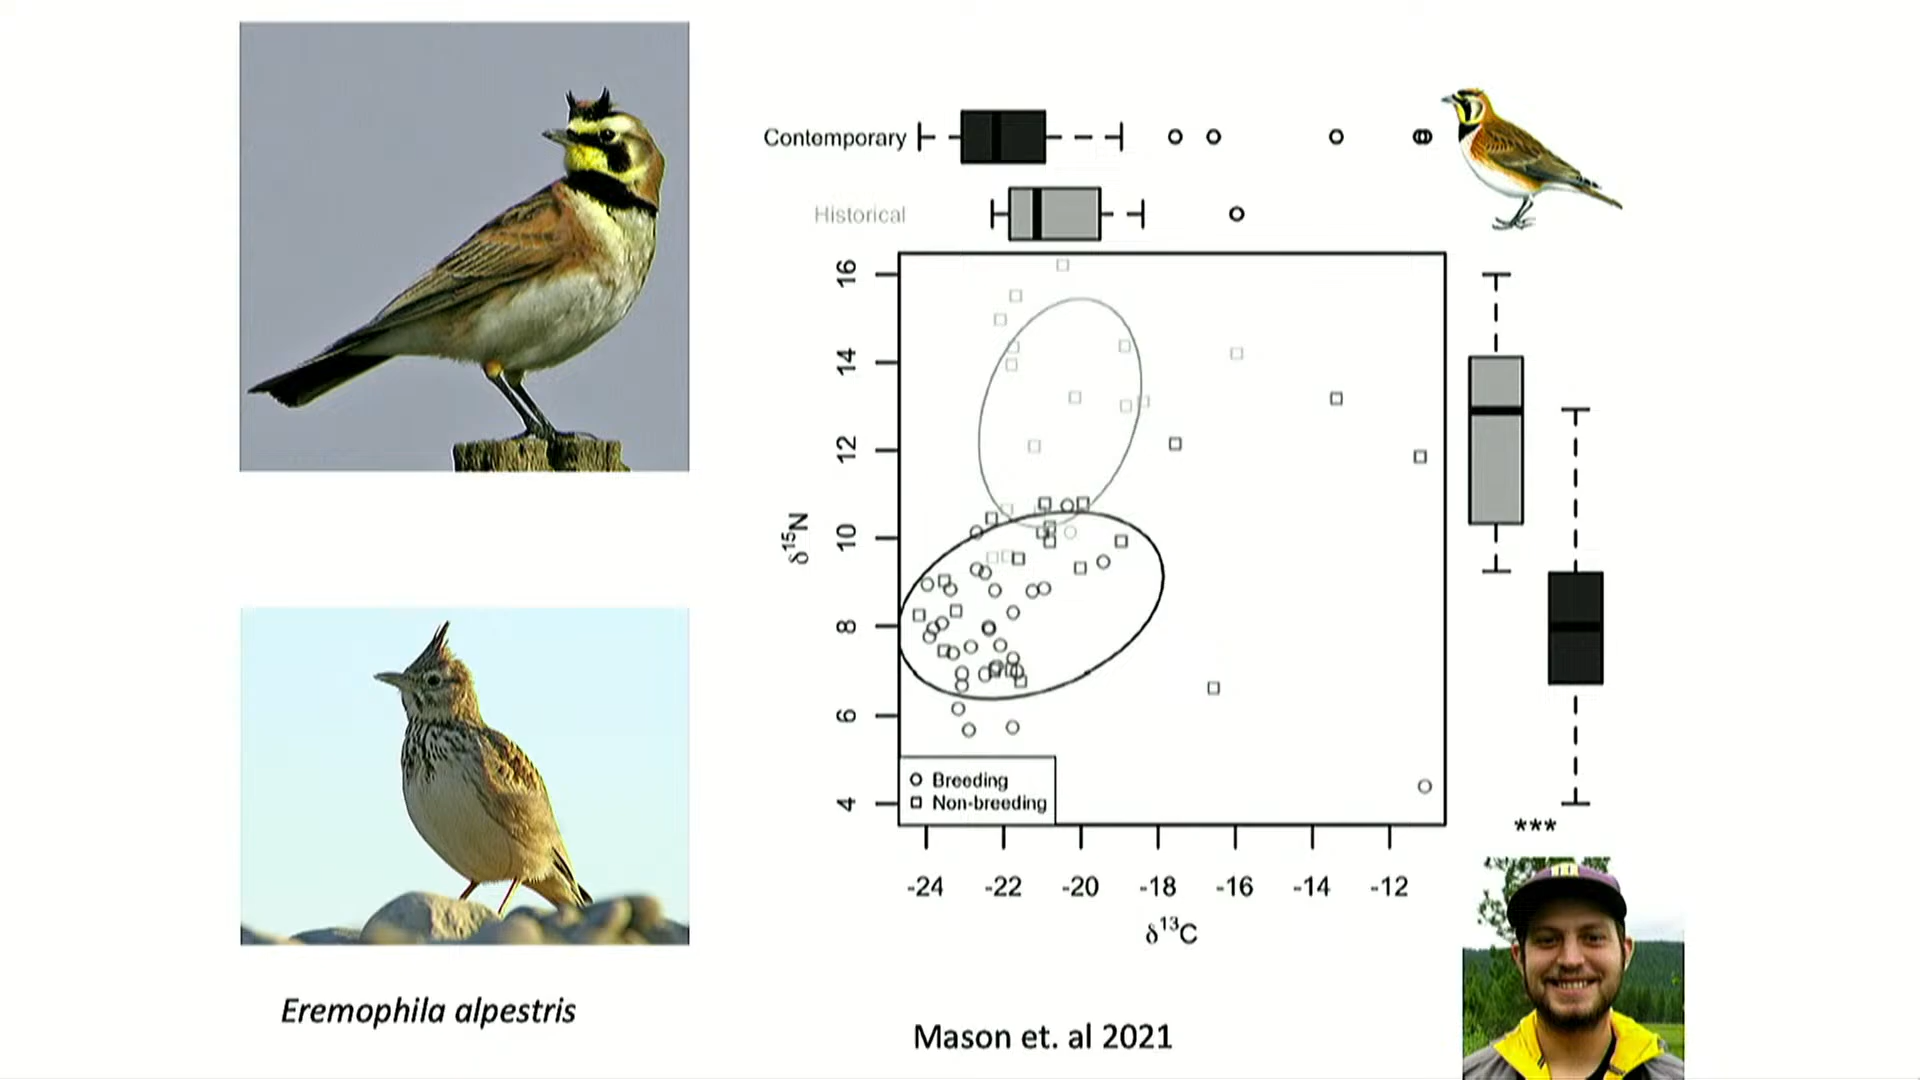 Contemporary
Historical
16
14
12
10
8
6
4
δ15N
Breeding
Non-breeding
-24 -22 -20 -18 -16 -14 -12
δ13C
***
Eremophila alpestris
Mason et. al 2021